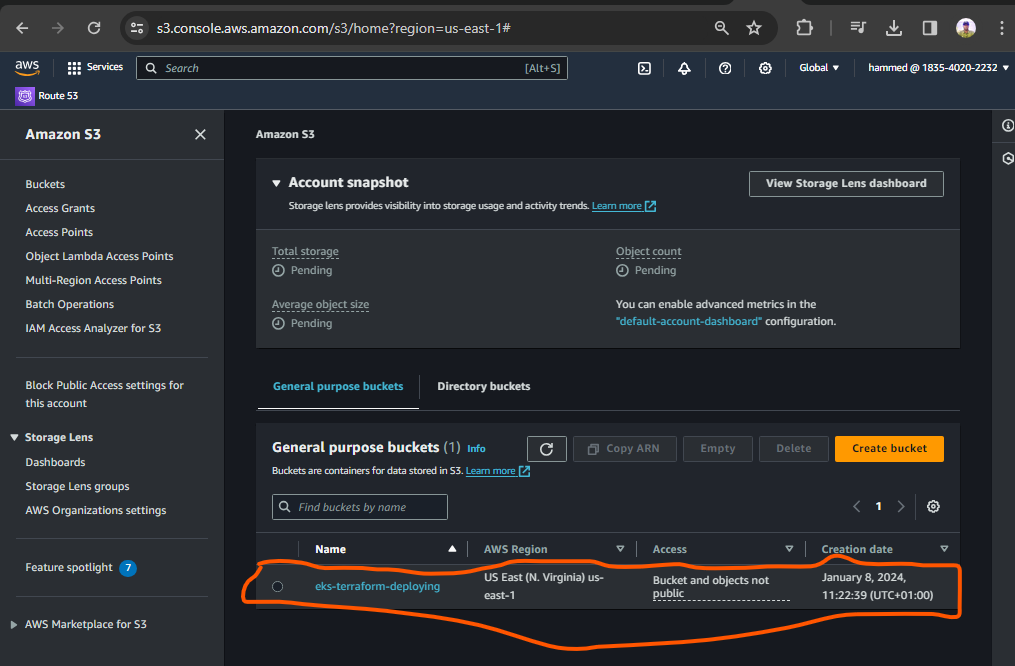 s3.console.aws.amazon.com/s3/home?region=us-east-1#
aws
Services
Search
[Alt+S]
Global
hammed @ 1835-4020-2232
Route 53
Amazon S3
Buckets
Access Grants
Access Points
Object Lambda Access Points
Multi-Region Access Points
Batch Operations
IAM Access Analyzer for S3
Block Public Access settings for
this account
Storage Lens
Dashboards
Storage Lens groups
AWS Organizations settings
Feature spotlight 7
AWS Marketplace for S3
Amazon S3
Account snapshot
View Storage Lens dashboard
Storage lens provides visibility into storage usage and activity trends. Learn more
Total storage
Pending
Object count
Pending
Average object size
Pending
You can enable advanced metrics in the
"default-account-dashboard" configuration.
General purpose buckets
Directory buckets
General purpose buckets (1) Info
Copy ARN
Empty
Delete
Create bucket
Buckets are containers for data stored in S3. Learn more
Find buckets by name
1
Name
AWS Region
Access
Creation date
eks-terraform-deploying
US East (N. Virginia) us-
east-1
Bucket and objects not
public
January 8, 2024,
11:22:39 (UTC+01:00)